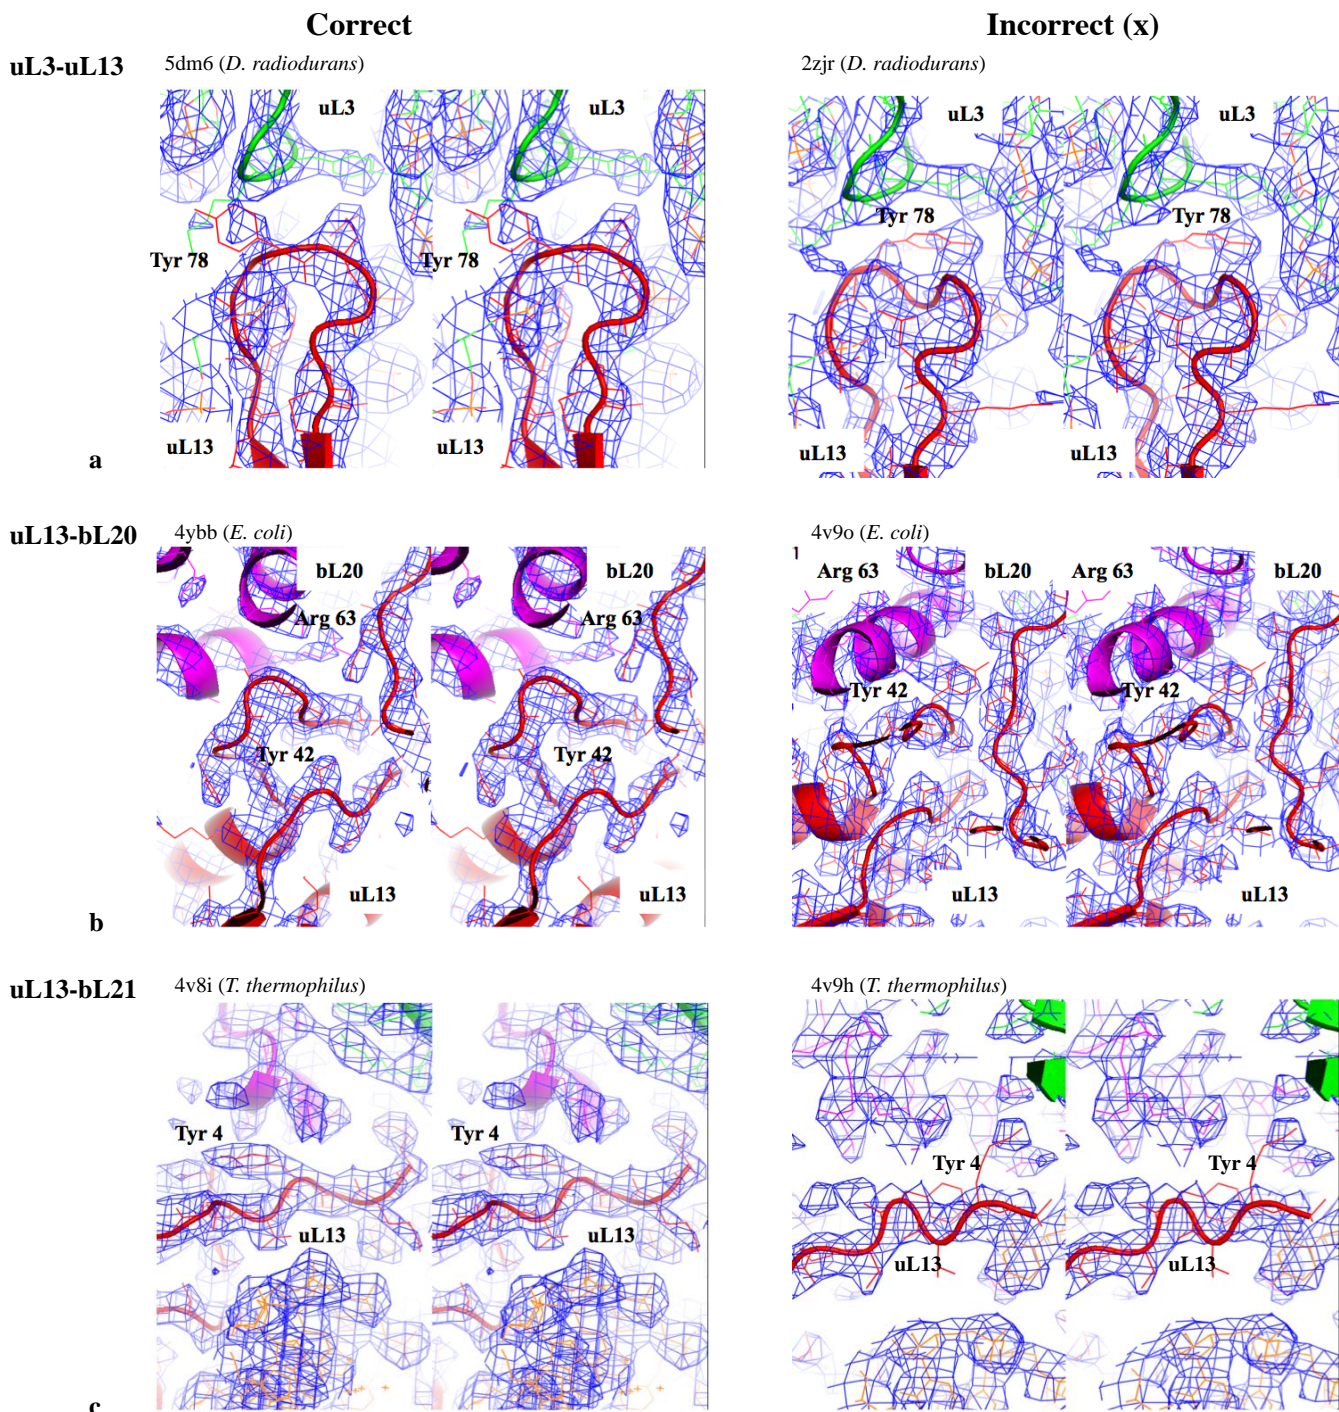 Correct Incorrect (x)
uL3-uL13 5dm6 (D. radiodurans) 2zjr (D. radiodurans)
uL3 uL3 uL3 uL3
Tyr 78 Tyr 78
Tyr 78 Tyr 78
uL13 uL13 uL13 uL13
a
uL13-bL20 4ybb (E. coli) 4v9o (E. coli)
bL20 bL20 Arg 63 bL20 Arg 63 bL20
Arg 63 Arg 63
Tyr 42 Tyr 42
Tyr 42 Tyr 42
uL13 uL13 uL13 uL13
b
uL13-bL21 4v8i (T. thermophilus) 4v9h (T. thermophilus)
Tyr 4 Tyr 4
Tyr 4 Tyr 4
uL13 uL13
uL13 uL13
c